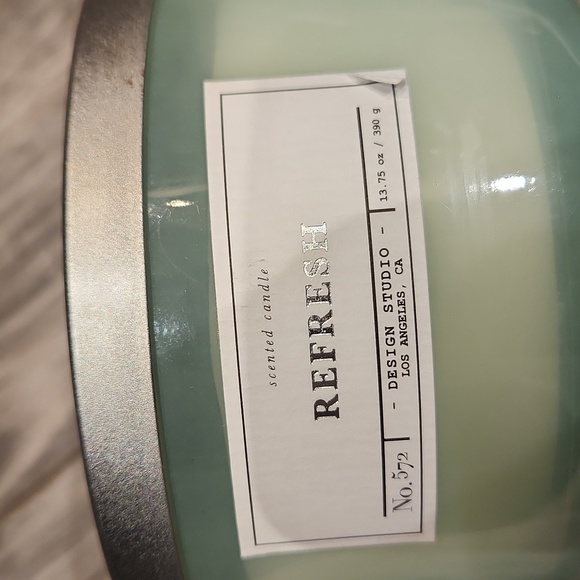 scented candle
REFRESH
No. 572
- DESIGN STUDIO -
LOS ANGELES, CA
13.75 oz / 390 g